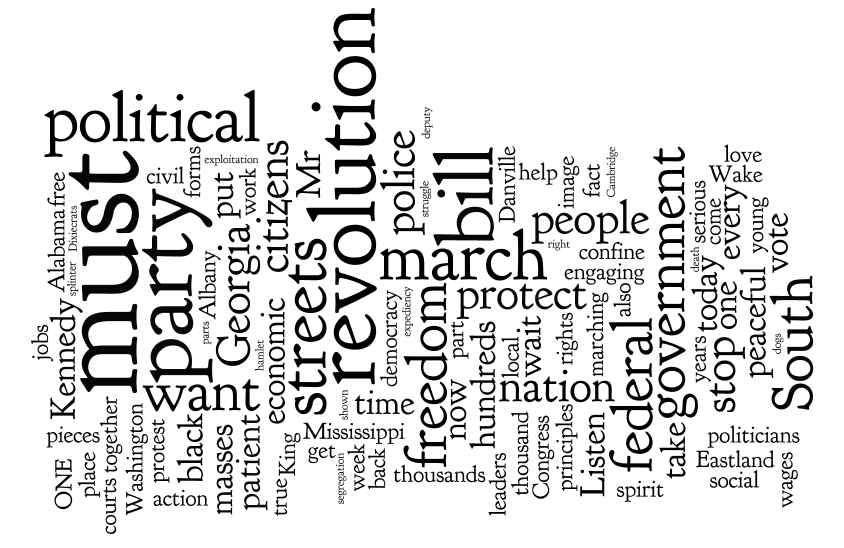 political
must
party
revolution
bill
march
streets
want
freedom
federal
government
South
nation
protect
people
police
citizens
Mr
Georgia
economic
civil
forms
exploitation
put
work
free
Alabama
Dixiecrats
splinter
Kennedy
jobs
Albany
parts
hamlet
deputy
struggle
Danville
help
image
fact
Cambridge
right
confine
engaging
love
Wake
serious
come
every
young
vote
death
today
one
peaceful
years
stop
dogs
democracy
expediency
part
local
wait
rights
marching
also
now
hundreds
time
shown
Mississippi
get
segregation
week
back
thousands
leaders
thousand
Congress
principles
Listen
spirit
take
politicians
Eastland
social
wages
pieces
ONE
place
courts
together
Washington
protest
action
black
masses
patient
true
King